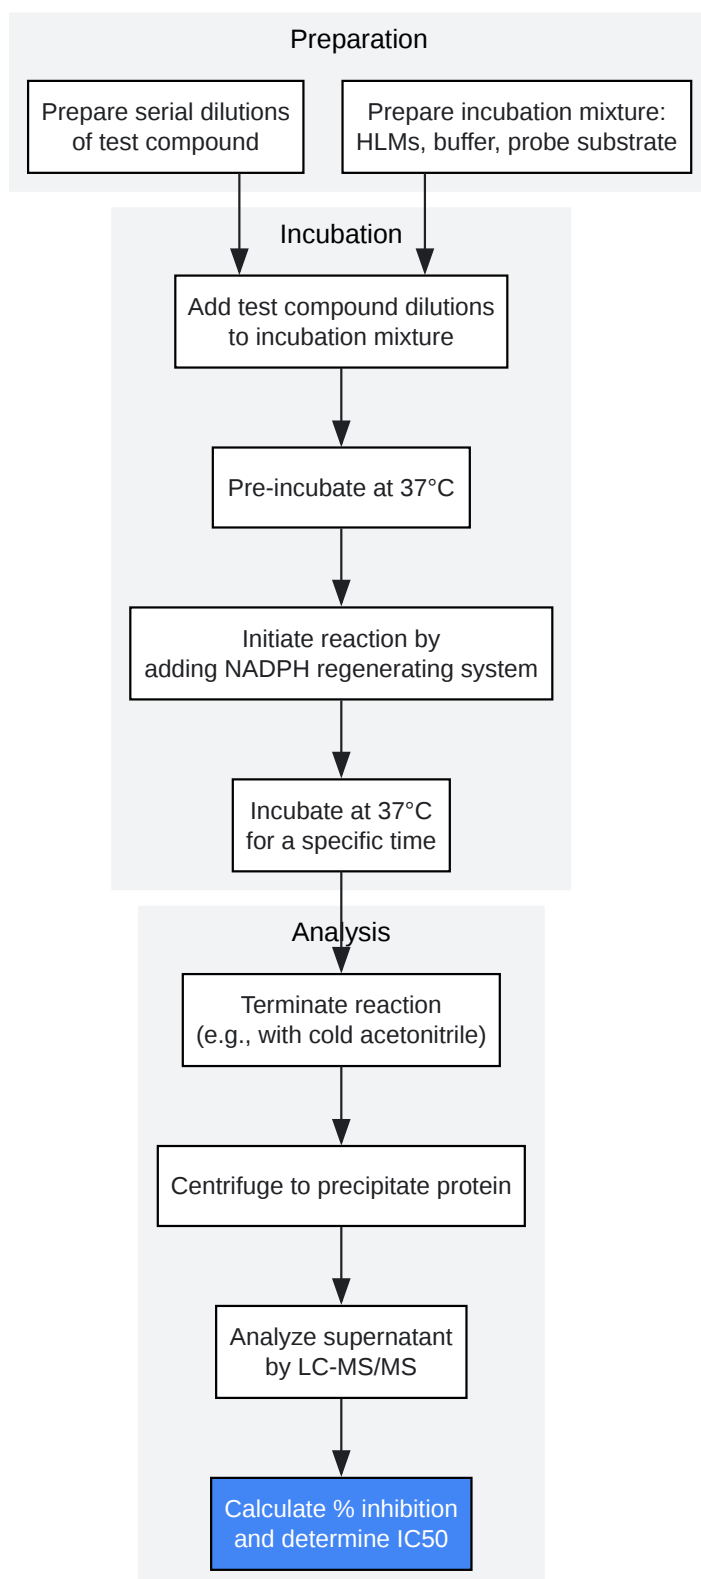 Preparation
Prepare serial dilutions
of test compound
Prepare incubation mixture:
HLMs, buffer, probe substrate
Incubation
Add test compound dilutions
to incubation mixture
Pre-incubate at 37°C
Initiate reaction by
adding NADPH regenerating system
Incubate at 37°C
for a specific time
Analysis
Terminate reaction
(e.g., with cold acetonitrile)
Centrifuge to precipitate protein
Analyze supernatant
by LC-MS/MS
Calculate % inhibition
and determine IC50